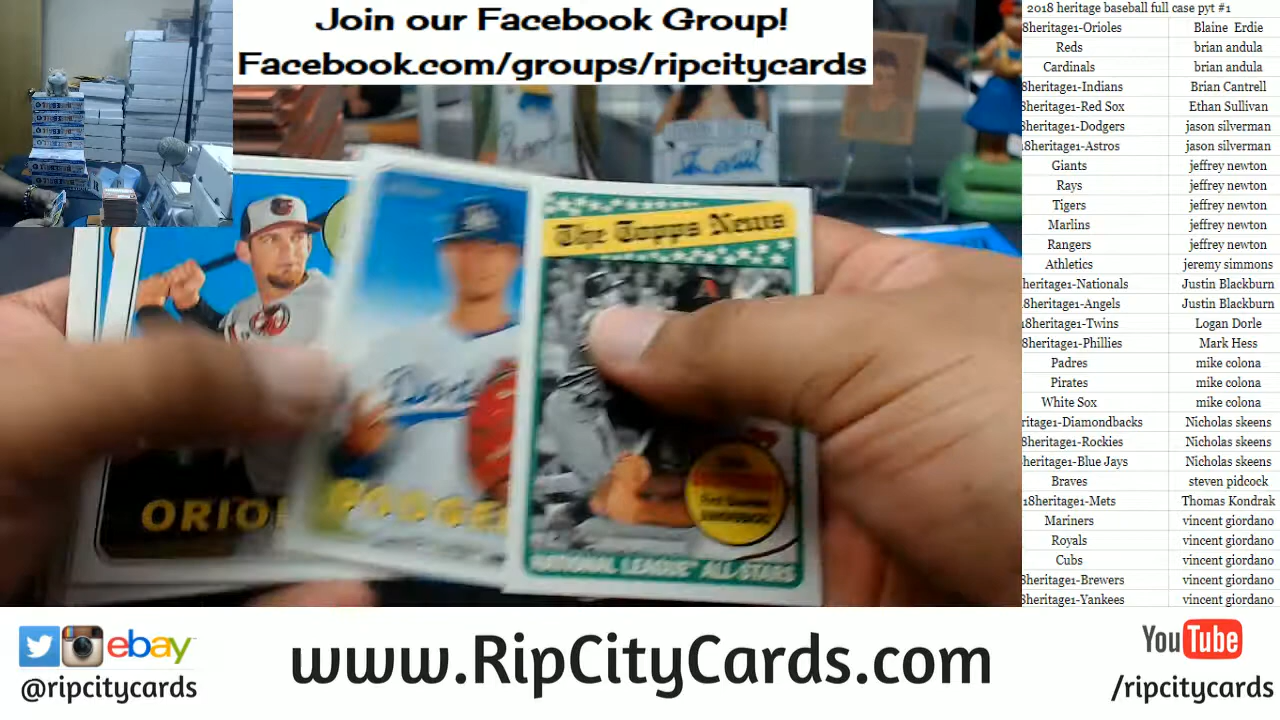 Join our Facebook Group!
Facebook.com/groups/ripcitycards
2018 heritage baseball full case pyt #1
8heritage1-Orioles Blaine Erdie
Reds brian andula
Cardinals brian andula
8heritage1-Indians Brian Cantrell
8heritage1-Red Sox Ethan Sullivan
8heritage1-Dodgers jason silverman
8heritage1-Astros jason silverman
Giants jeffrey newton
Rays jeffrey newton
Tigers jeffrey newton
Marlins jeffrey newton
Rangers jeffrey newton
Athletics jeremy simmons
heritage1-Nationals Justin Blackburn
8heritage1-Angels Justin Blackburn
18heritage1-Twins Logan Dorle
8heritage1-Phillies Mark Hess
Padres mike colona
Pirates mike colona
White Sox mike colona
ritage1-Diamondbacks Nicholas skeens
heritage1-Rockies Nicholas skeens
heritage1-Blue Jays Nicholas skeens
Braves steven pidcock
18heritage1-Mets Thomas Kondrak
Mariners vincent giordano
Royals vincent giordano
Cubs vincent giordano
heritage1-Brewers vincent giordano
8heritage1-Yankees vincent giordano
The Topps News
ORIO
DODGE
NATIONAL LEAGUE ALL-STARS
ebay
@ripcitycards
www.RipCityCards.com
YouTube
/ripcitycards